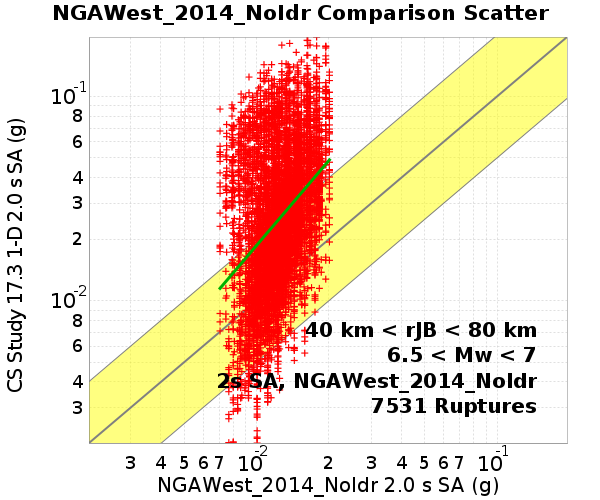 NGAWest_2014_NoIdr Comparison Scatter
CS Study 17.3 1-D 2.0 s SA (g)
10-1
8
6
4
3
2
10-2
8
6
4
3
40 km < rJB < 80 km
6.5 < Mw < 7
2s SA, NGAWest_2014_NoIdr
7531 Ruptures
3 4 5 6 7 10-2 2 3 4 5 6 7 10-1
NGAWest_2014_NoIdr 2.0 s SA (g)